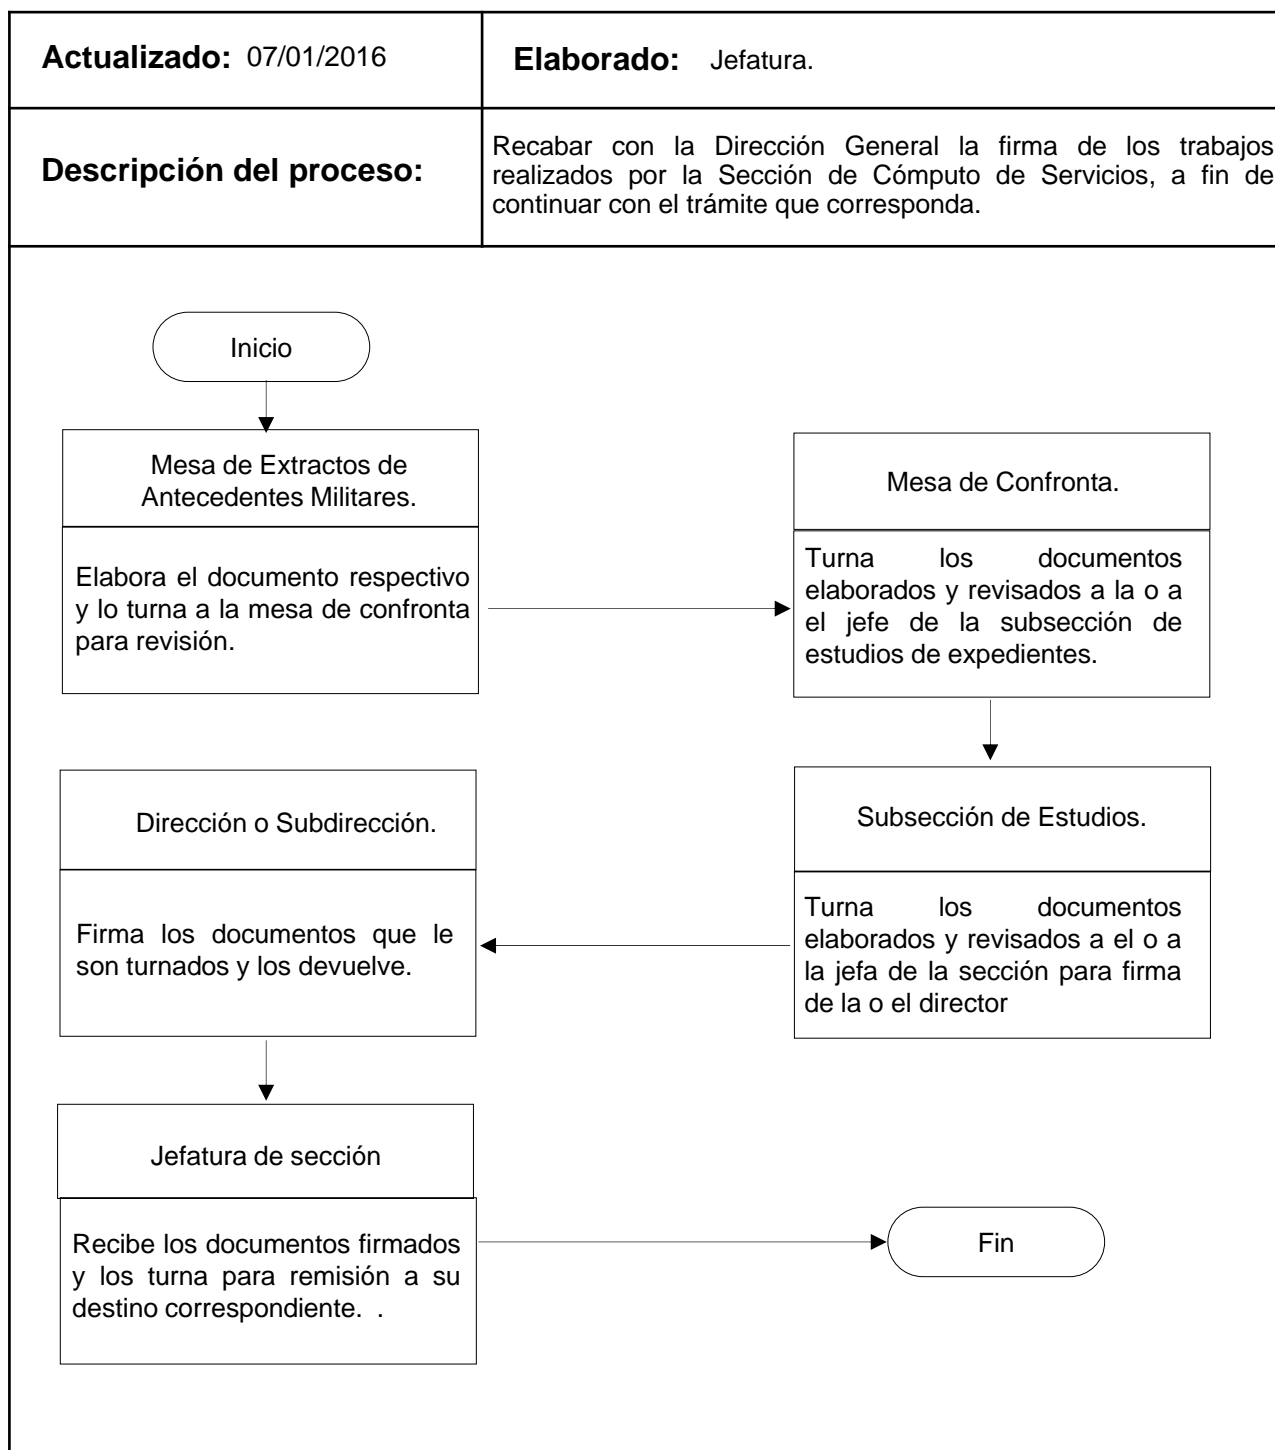 Actualizado: 07/01/2016
Elaborado: Jefatura.
Descripción del proceso:
Recabar con la Dirección General la firma de los trabajos
realizados por la Sección de Cómputo de Servicios, a fin de
continuar con el trámite que corresponda.
Inicio
Mesa de Extractos de
Antecedentes Militares.
Elabora el documento respectivo
y lo turna a la mesa de confronta
para revisión.
Mesa de Confronta.
Turna los documentos
elaborados y revisados a la o a
el jefe de la subsección de
estudios de expedientes.
Subsección de Estudios.
Turna los documentos
elaborados y revisados a el o a
la jefa de la sección para firma
de la o el director
Dirección o Subdirección.
Firma los documentos que le
son turnados y los devuelve.
Jefatura de sección
Recibe los documentos firmados
y los turna para remisión a su
destino correspondiente. .
Fin